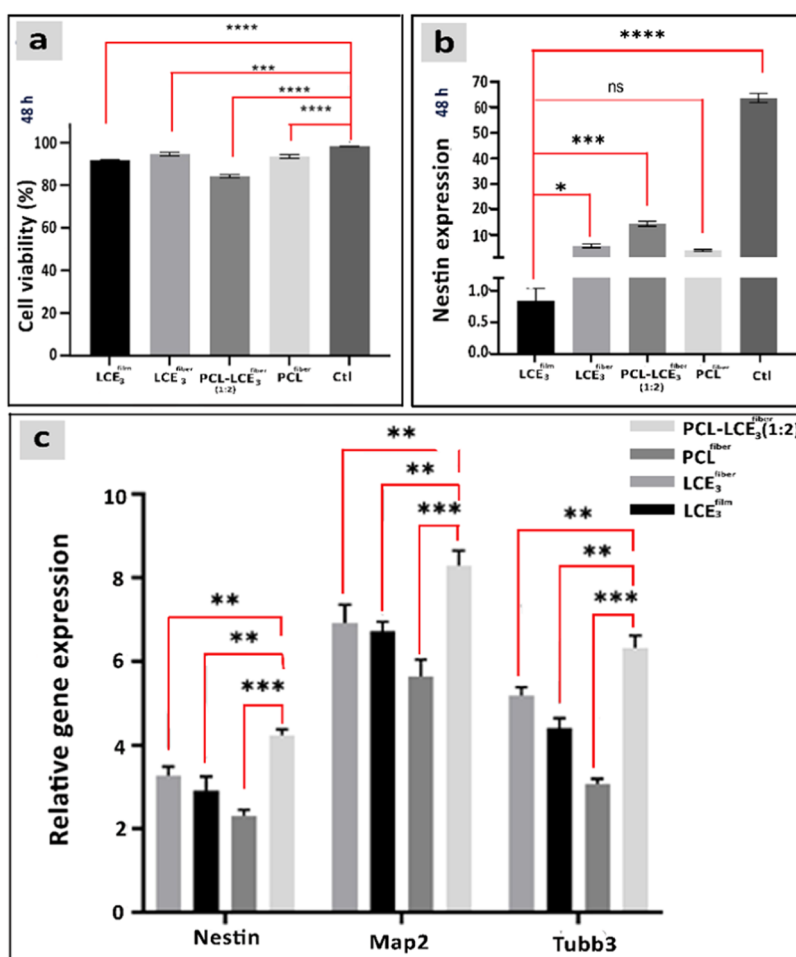 a
****
***
****
****
48 h
Cell viability (%)
100
80
60
40
20
0
LCE₃film
LCE₃fiber
PCL-LCE₃fiber
(1:2)
PCLfiber
Ctl
b
****
ns
***
*
48 h
Nestin expression
70
60
50
40
30
20
10
1.0
0.5
0.0
LCE₃film
LCE₃fiber
PCL-LCE₃fiber
(1:2)
PCLfiber
Ctl
c
PCL-LCE₃fiber(1:2)
PCLfiber
LCE₃fiber
LCE₃film
**
**
***
**
**
***
**
**
***
Relative gene expression
10
8
6
4
2
0
Nestin
Map2
Tubb3